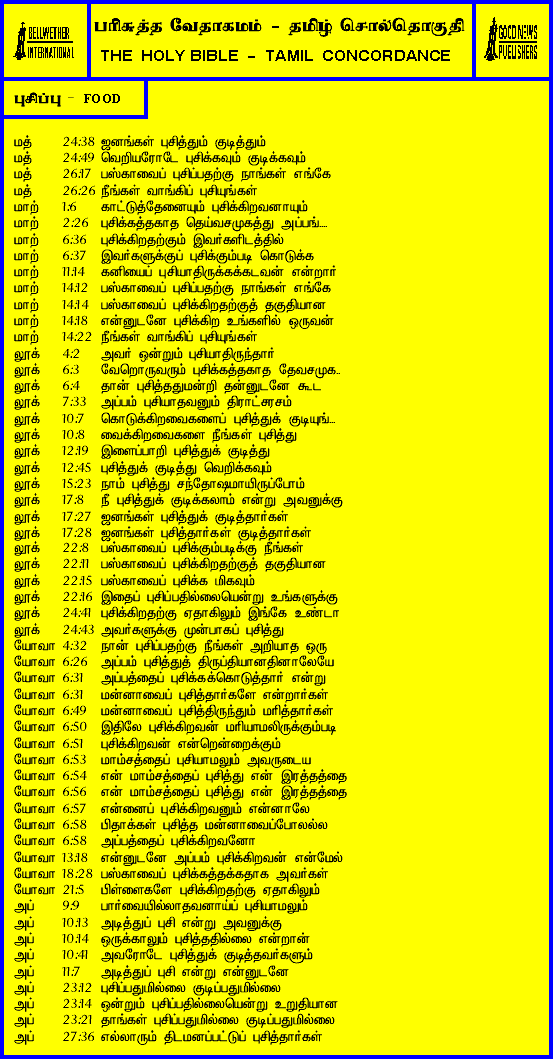 BELLWETHER
INTERNATIONAL
பரிசுத்த வேதாகமம் - தமிழ் சொல்தொகுதி
THE HOLY BIBLE - TAMIL CONCORDANCE
GOOD NEWS
PUBLISHERS
புசிப்பு - FOOD
மத் 24:38 ஜனங்கள் புசித்தும் குடித்தும்
மத் 24:49 வெறியரோடே புசிக்கவும் குடிக்கவும்
மத் 26:17 பஸ்காவைப் புசிப்பதற்கு நாங்கள் எங்கே
மத் 26:26 நீங்கள் வாங்கிப் புசியுங்கள்
மாற் 1:6 காட்டுத்தேனையும் புசிக்கிறவனாயும்
மாற் 2:26 புசிக்கத்தகாத தெய்வசமுகத்து அப்பங்...
மாற் 6:36 புசிக்கிறதற்கும் இவர்களிடத்தில்
மாற் 6:37 இவர்களுக்குப் புசிக்கும்படி கொடுக்க
மாற் 11:14 கனியைப் புசியாதிருக்கக்கடவன் என்றார்
மாற் 14:12 பஸ்காவைப் புசிப்பதற்கு நாங்கள் எங்கே
மாற் 14:14 பஸ்காவைப் புசிக்கிறதற்குத் தகுதியான
மாற் 14:18 என்னுடனே புசிக்கிற உங்களில் ஒருவன்
மாற் 14:22 நீங்கள் வாங்கிப் புசியுங்கள்
லூக் 4:2 அவர் ஒன்றும் புசியாதிருந்தார்
லூக் 6:3 வேறொருவரும் புசிக்கத்தகாத தேவசமுக..
லூக் 6:4 தான் புசித்ததுமன்றி தன்னுடனே கூட
லூக் 7:33 அப்பம் புசியாதவனும் திராட்சரசம்
லூக் 10:7 கொடுக்கிறவைகளைப் புசித்துக் குடியுங்...
லூக் 10:8 வைக்கிறவைகளை நீங்கள் புசித்து
லூக் 12:19 இளைப்பாறி புசித்துக் குடித்து
லூக் 12:45 புசித்துக் குடித்து வெறிக்கவும்
லூக் 15:23 நாம் புசித்து சந்தோஷமாயிருப்போம்
லூக் 17:8 நீ புசித்துக் குடிக்கலாம் என்று அவனுக்கு
லூக் 17:27 ஜனங்கள் புசித்துக் குடித்தார்கள்
லூக் 17:28 ஜனங்கள் புசித்தார்கள் குடித்தார்கள்
லூக் 22:8 பஸ்காவைப் புசிக்கும்படிக்கு நீங்கள்
லூக் 22:11 பஸ்காவைப் புசிக்கிறதற்குத் தகுதியான
லூக் 22:15 பஸ்காவைப் புசிக்க மிகவும்
லூக் 22:16 இதைப் புசிப்பதில்லையென்று உங்களுக்கு
லூக் 24:41 புசிக்கிறதற்கு ஏதாகிலும் இங்கே உண்டா
லூக் 24:43 அவர்களுக்கு முன்பாகப் புசித்து
யோவா 4:32 நான் புசிப்பதற்கு நீங்கள் அறியாத ஒரு
யோவா 6:26 அப்பம் புசித்துத் திருப்தியானதினாலேயே
யோவா 6:31 அப்பத்தைப் புசிக்கக்கொடுத்தார் என்று
யோவா 6:31 மன்னாவைப் புசித்தார்களே என்றார்கள்
யோவா 6:49 மன்னாவைப் புசித்திருந்தும் மரித்தார்கள்
யோவா 6:50 இதிலே புசிக்கிறவன் மரியாமலிருக்கும்படி
யோவா 6:51 புசிக்கிறவன் என்றென்றைக்கும்
யோவா 6:53 மாம்சத்தைப் புசியாமலும் அவருடைய
யோவா 6:54 என் மாம்சத்தைப் புசித்து என் இரத்தத்தை
யோவா 6:56 என் மாம்சத்தைப் புசித்து என் இரத்தத்தை
யோவா 6:57 என்னைப் புசிக்கிறவனும் என்னாலே
யோவா 6:58 பிதாக்கள் புசித்த மன்னாவைப்போலல்ல
யோவா 6:58 அப்பத்தைப் புசிக்கிறவனோ
யோவா 13:18 என்னுடனே அப்பம் புசிக்கிறவன் என்மேல்
யோவா 18:28 பஸ்காவைப் புசிக்கத்தக்கதாக அவர்கள்
யோவா 21:5 பிள்ளைகளே புசிக்கிறதற்கு ஏதாகிலும்
அப் 9:9 பார்வையில்லாதவனாய்ப் புசியாமலும்
அப் 10:13 அடித்துப் புசி என்று அவனுக்கு
அப் 10:14 ஒருக்காலும் புசித்ததில்லை என்றான்
அப் 10:41 அவரோடே புசித்துக் குடித்தவர்களும்
அப் 11:7 அடித்துப் புசி என்று என்னுடனே
அப் 23:12 புசிப்பதுமில்லை குடிப்பதுமில்லை
அப் 23:14 ஒன்றும் புசிப்பதில்லையென்று உறுதியான
அப் 23:21 தாங்கள் புசிப்பதுமில்லை குடிப்பதுமில்லை
அப் 27:36 எல்லாரும் திடமனப்பட்டுப் புசித்தார்கள்